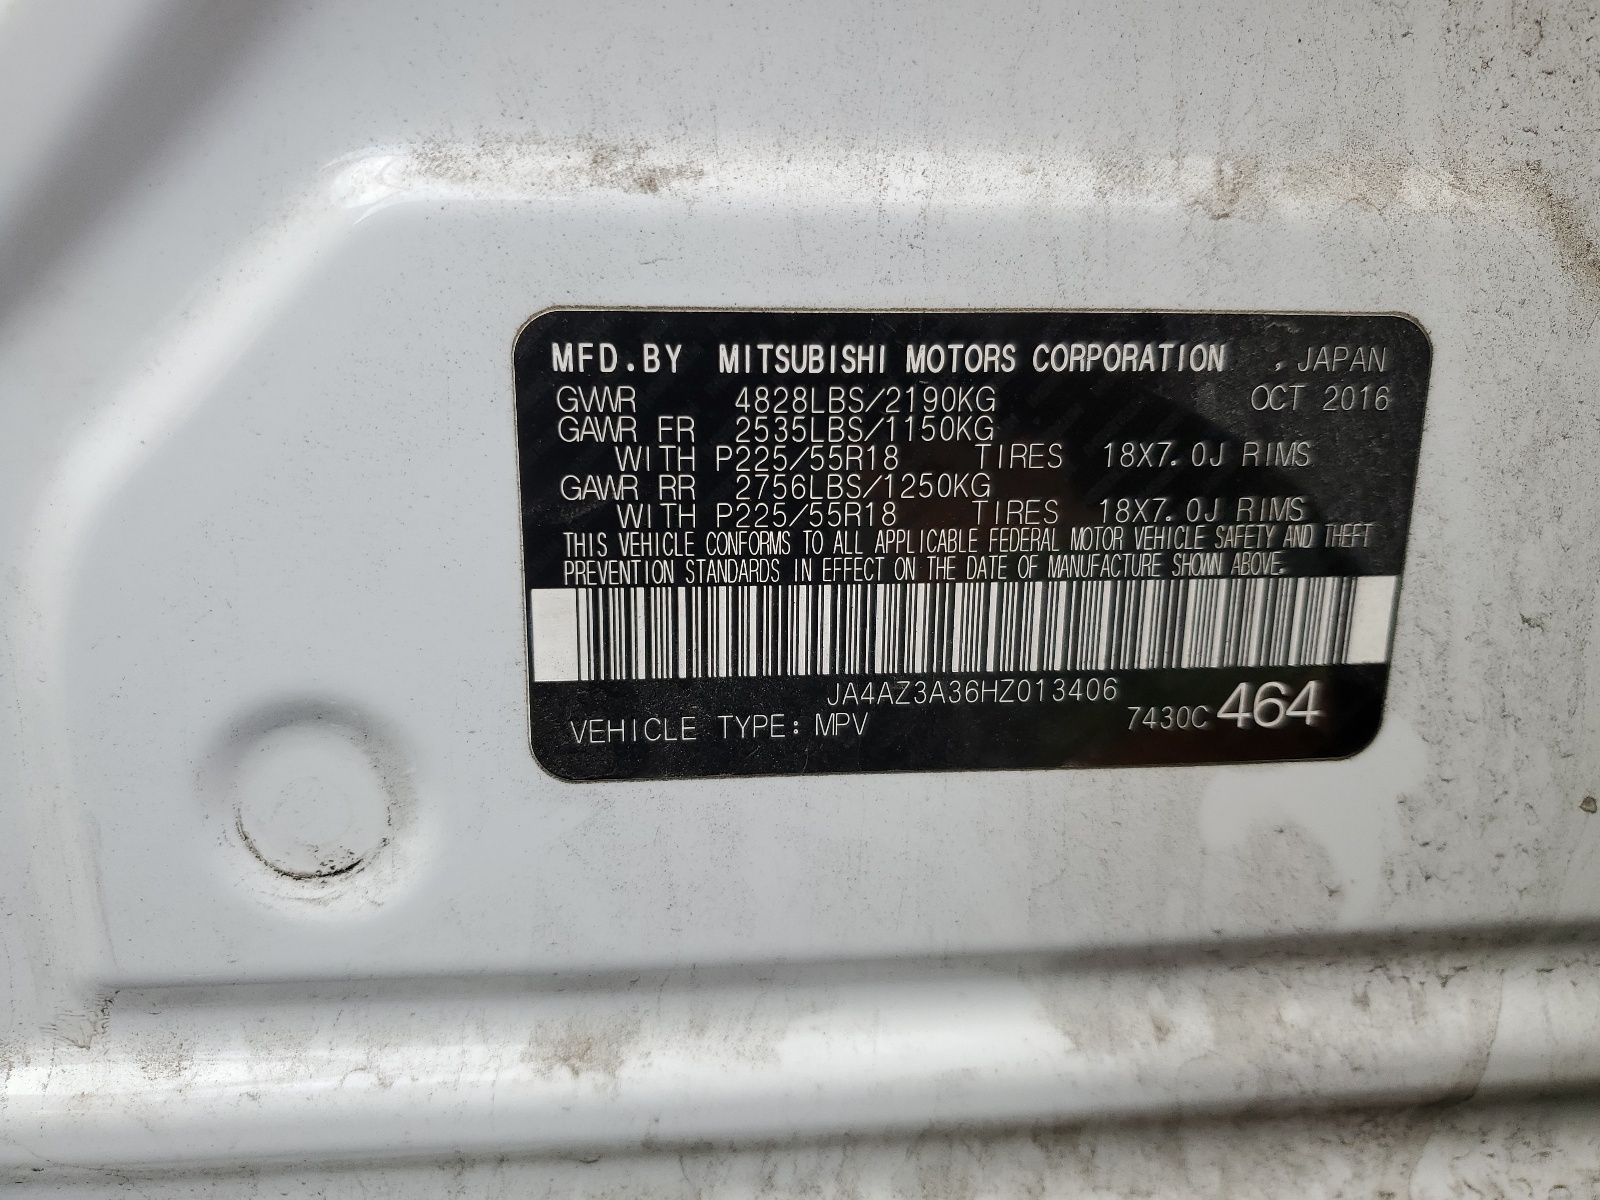 MFD.BY MITSUBISHI MOTORS CORPORATION , JAPAN
GVWR 4828LBS/2190KG OCT 2016
GAWR FR 2535LBS/1150KG
WITH P225/55R18 TIRES 18X7.0J RIMS
GAWR RR 2756LBS/1250KG
WITH P225/55R18 TIRES 18X7.0J RIMS
THIS VEHICLE CONFORMS TO ALL APPLICABLE FEDERAL MOTOR VEHICLE SAFETY AND THEFT
PREVENTION STANDARDS IN EFFECT ON THE DATE OF MANUFACTURE SHOWN ABOVE.
JA4AZ3A36HZ013406
VEHICLE TYPE: MPV 7430C 464